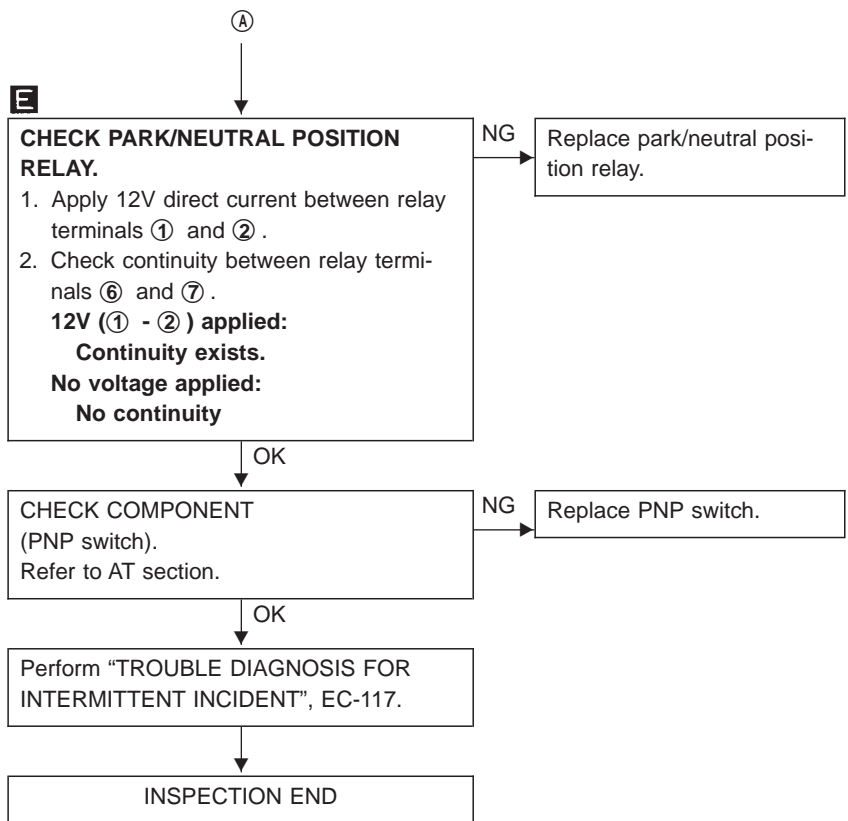 Ⓐ
E
CHECK PARK/NEUTRAL POSITION
RELAY.
NG
Replace park/neutral posi-
tion relay.
1. Apply 12V direct current between relay
terminals ① and ② .
2. Check continuity between relay termi-
nals ⑥ and ⑦ .
12V (① - ② ) applied:
Continuity exists.
No voltage applied:
No continuity
OK
CHECK COMPONENT
(PNP switch).
Refer to AT section.
NG
Replace PNP switch.
OK
Perform “TROUBLE DIAGNOSIS FOR
INTERMITTENT INCIDENT”, EC-117.
INSPECTION END